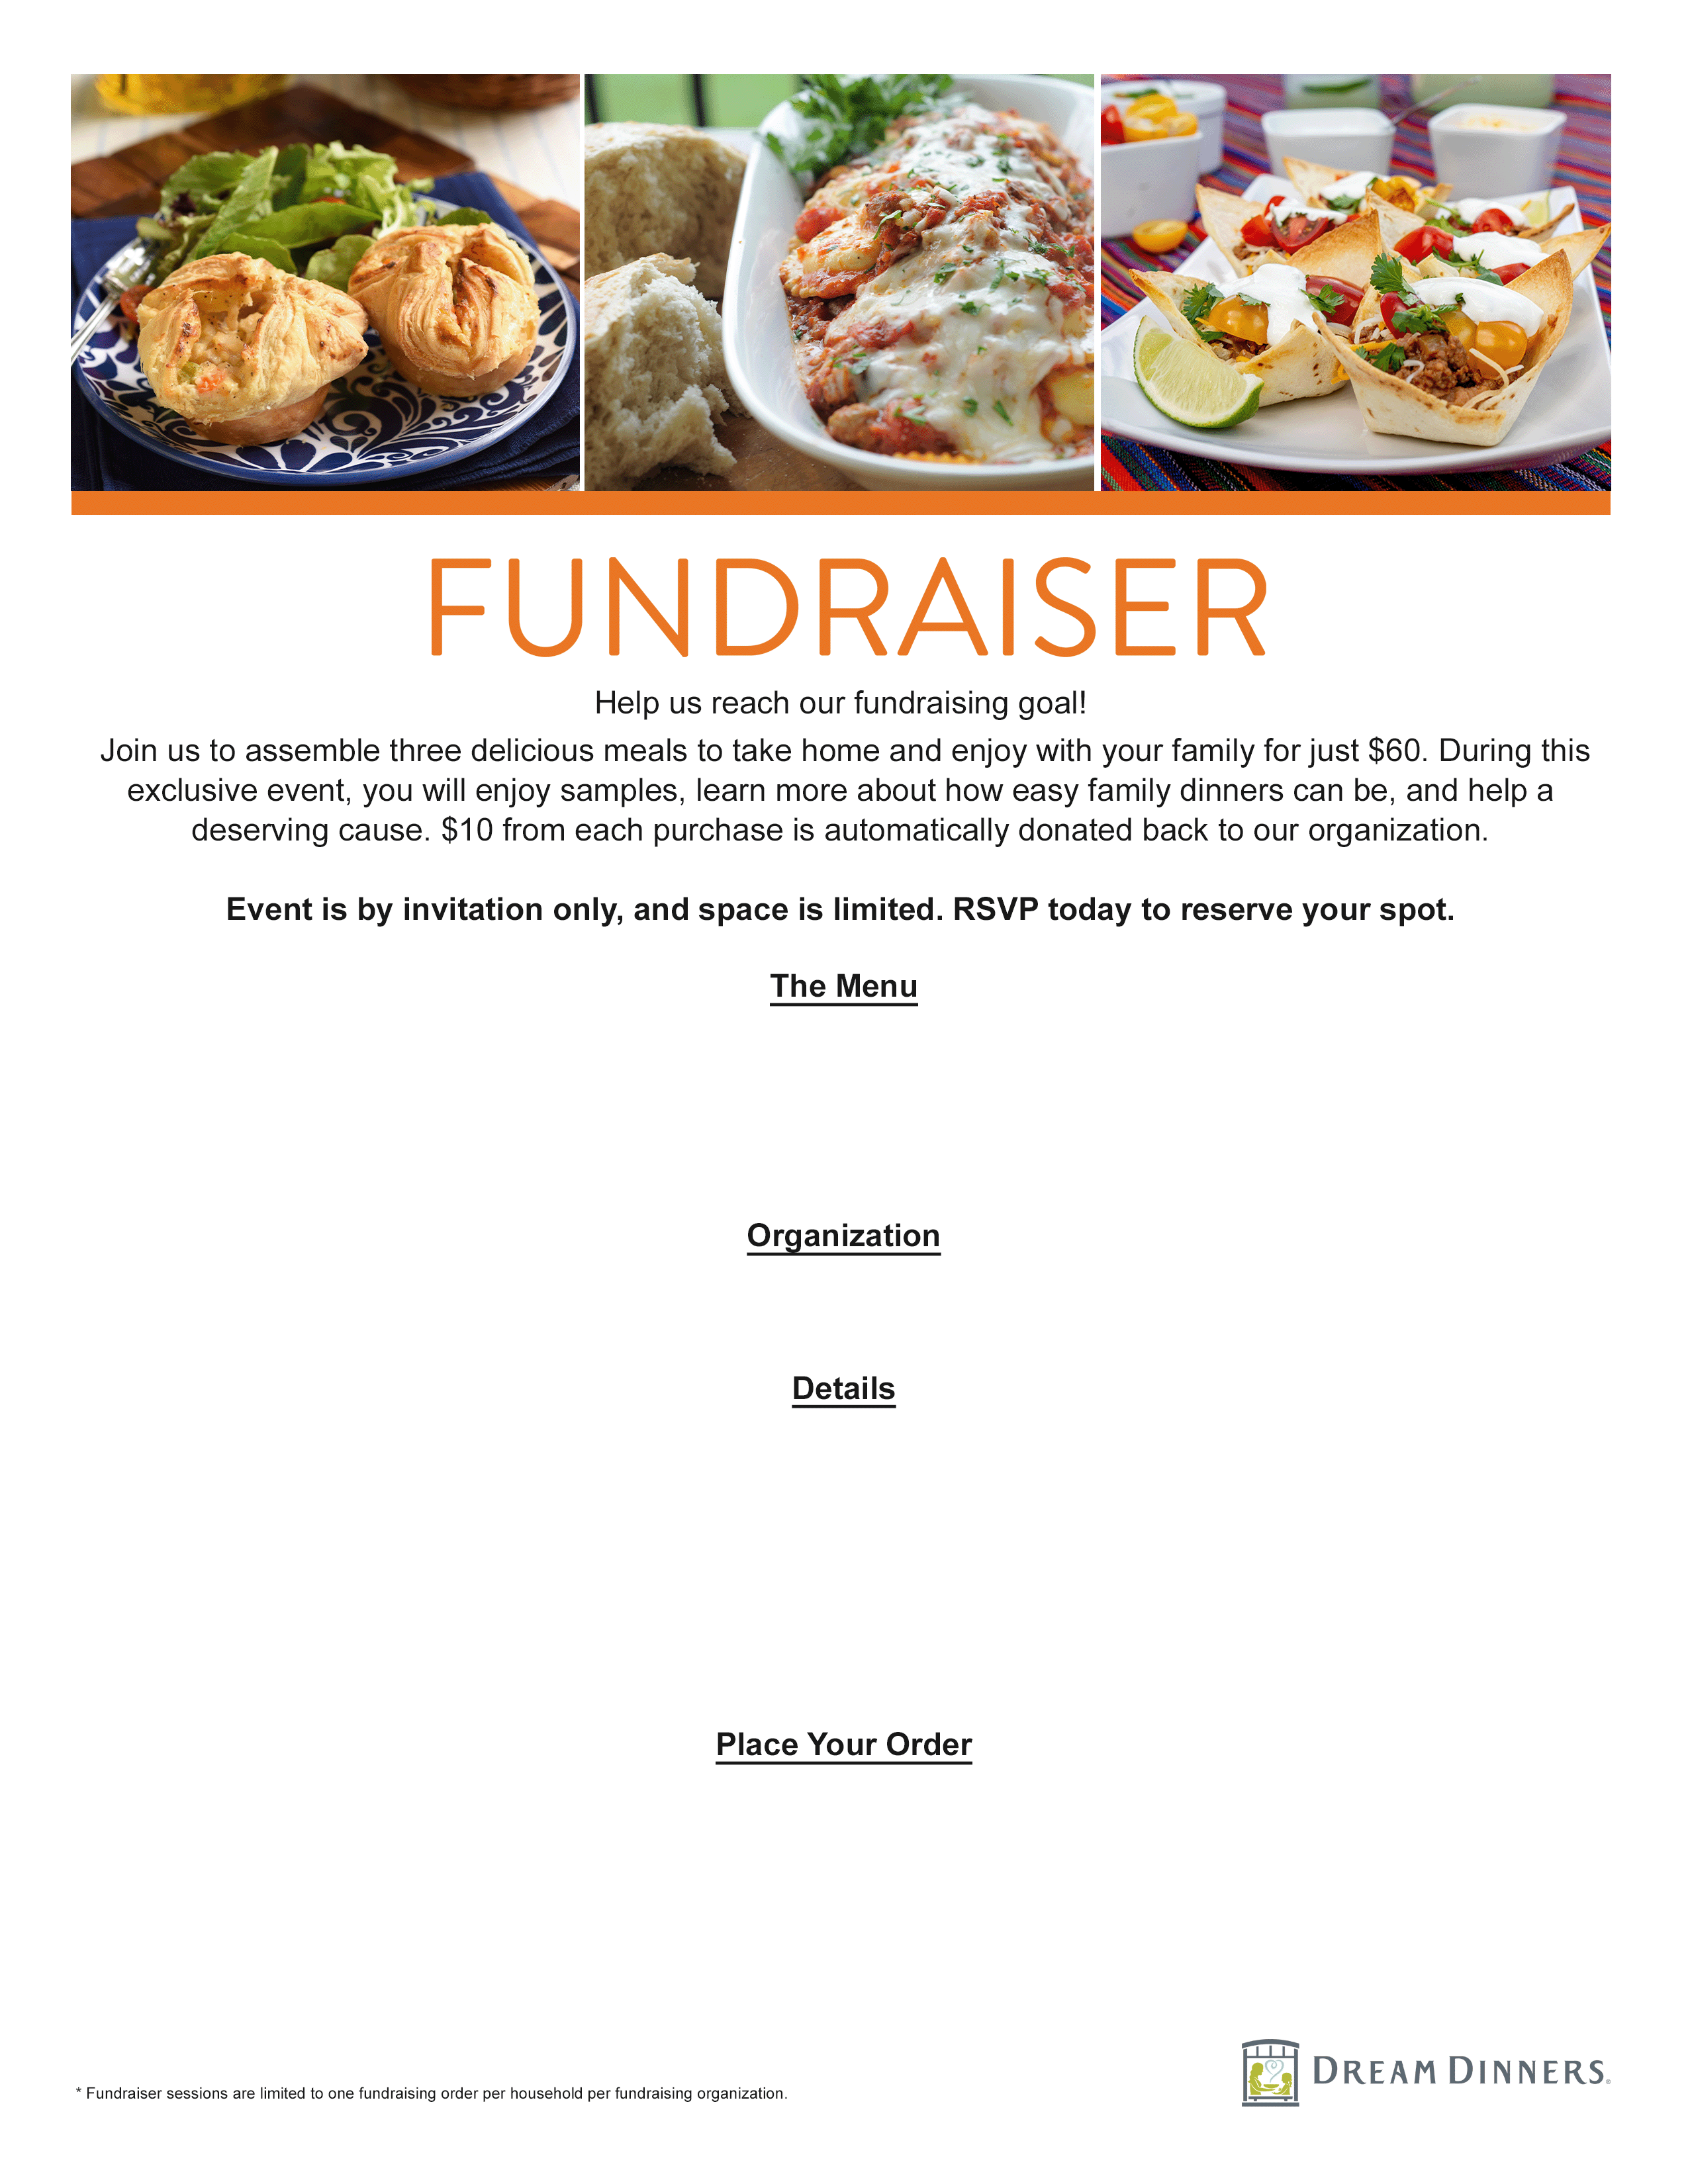 FUNDRAISER
Help us reach our fundraising goal!
Join us to assemble three delicious meals to take home and enjoy with your family for just $60. During this
exclusive event, you will enjoy samples, learn more about how easy family dinners can be, and help a
deserving cause. $10 from each purchase is automatically donated back to our organization.
Event is by invitation only, and space is limited. RSVP today to reserve your spot.
The Menu
Organization
Details
Place Your Order
* Fundraiser sessions are limited to one fundraising order per household per fundraising organization.
DREAM DINNERS®